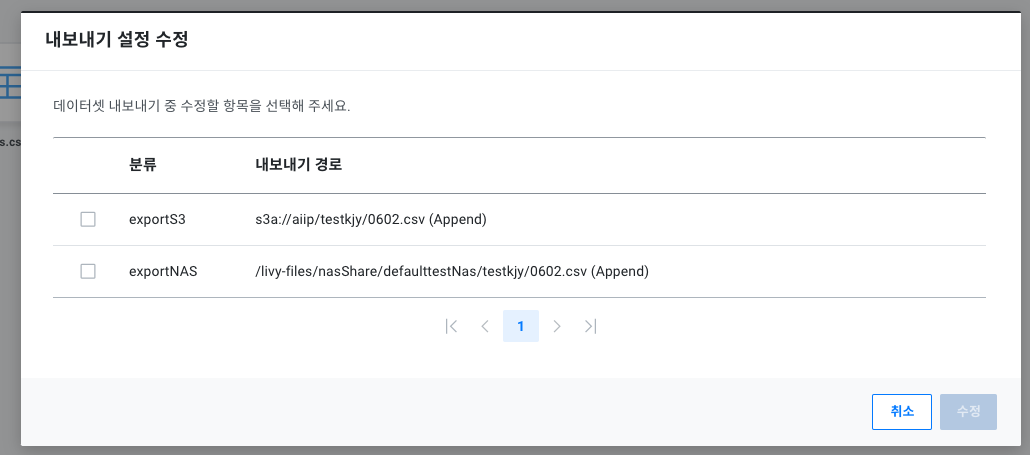 내보내기 설정 수정
데이터셋 내보내기 중 수정할 항목을 선택해 주세요.
s.cs
분류 내보내기 경로
exportS3 s3a://aiip/testkjy/0602.csv (Append)
exportNAS /livy-files/nasShare/defaulttestNas/testkjy/0602.csv (Append)
1
취소 수정